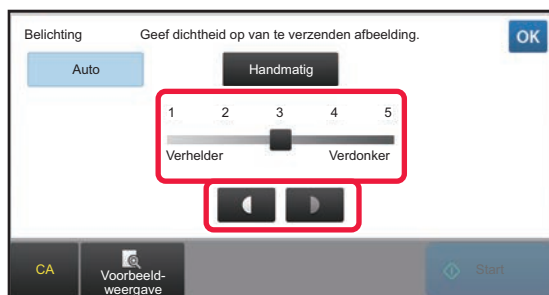 Belichting Geef dichtheid op van te verzenden afbeelding. OK
Auto Handmatig
1 2 3 4 5
Verhelder Verdonker
CA Voorbeeld-
weergave Start